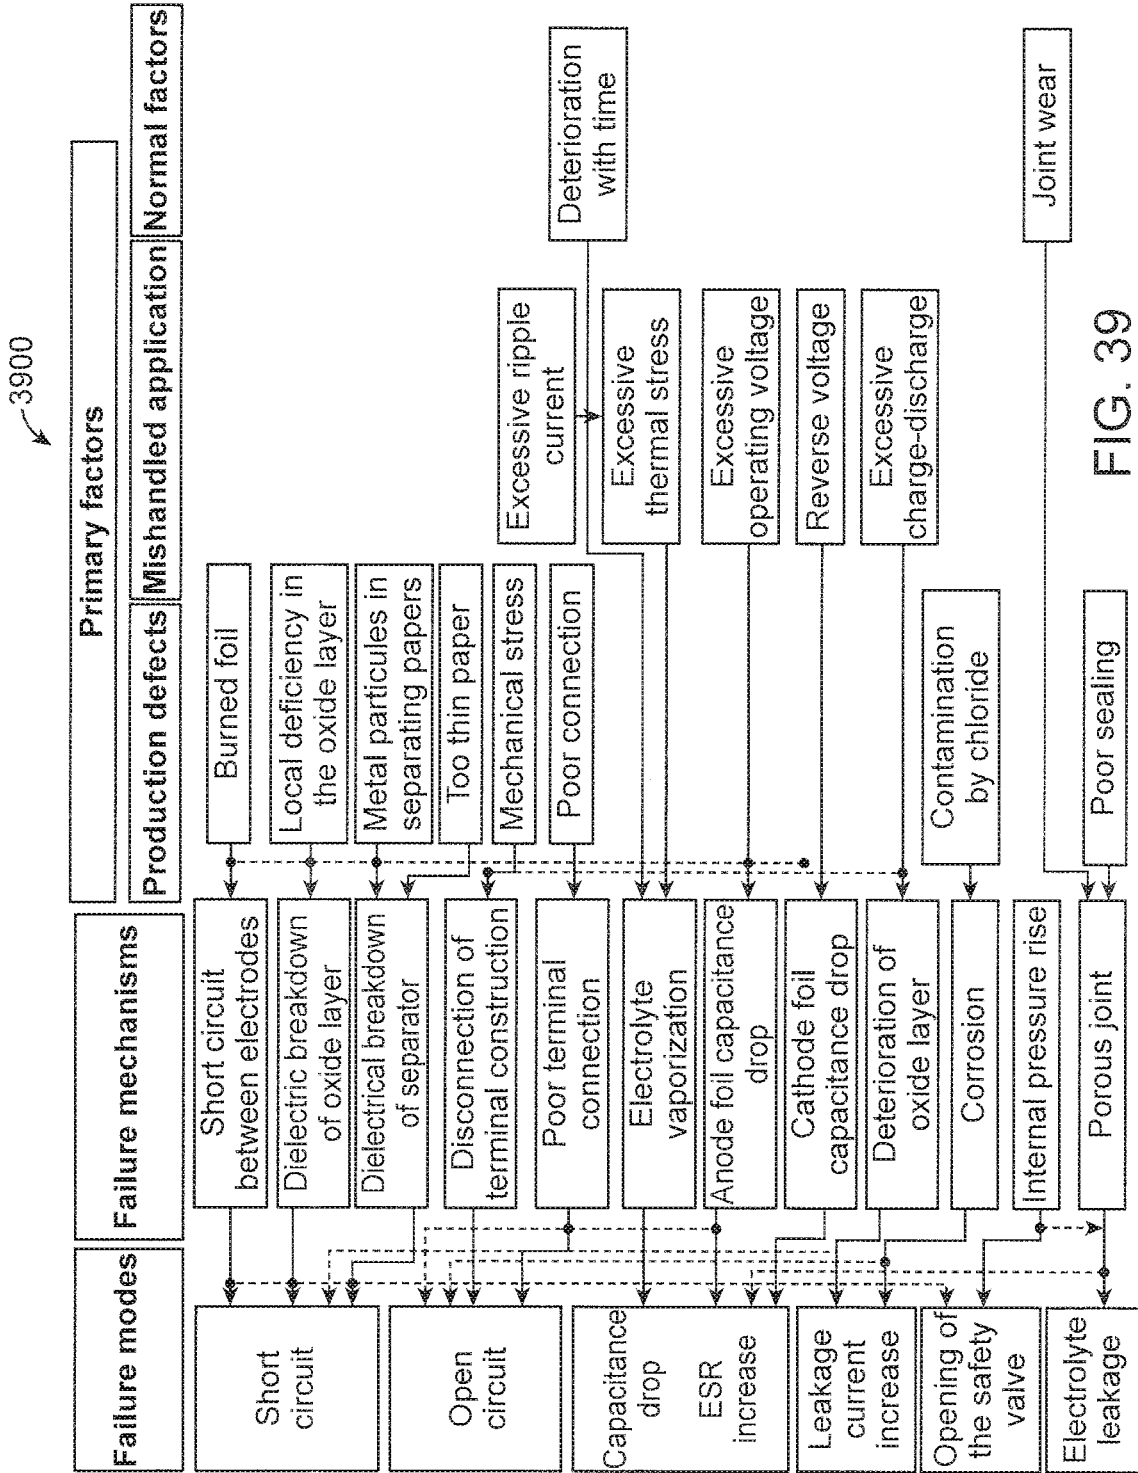 3900
Primary factors
Failure modes
Failure mechanisms
Production defects
Mishandled application
Normal factors
Short
circuit
Open
circuit
Capacitance
drop
ESR
increase
Leakage
current
increase
Opening of
the safety
valve
Electrolyte
leakage
Short circuit
between electrodes
Dielectric breakdown
of oxide layer
Dielectrical breakdown
of separator
Disconnection of
terminal construction
Poor terminal
connection
Electrolyte
vaporization
Anode foil capacitance
drop
Cathode foil
capacitance drop
Deterioration of
oxide layer
Corrosion
Internal pressure rise
Porous joint
Burned foil
Local deficiency in
the oxide layer
Metal particules in
separating papers
Too thin paper
Mechanical stress
Poor connection
Contamination
by chloride
Poor sealing
Excessive ripple
current
Excessive
thermal stress
Excessive
operating voltage
Reverse voltage
Excessive
charge-discharge
Deterioration
with time
Joint wear
FIG. 39